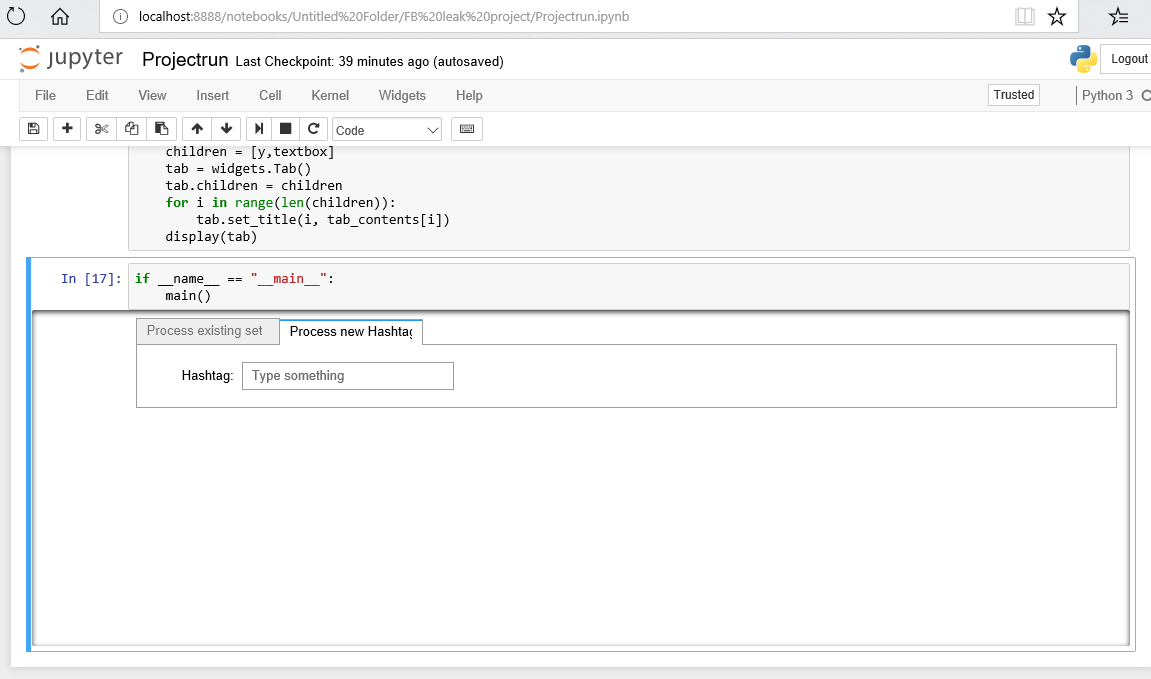 localhost:8888/notebooks/Untitled%20Folder/FB%20leak%20project/Projectrun.ipynb
jupyter Projectrun Last Checkpoint: 39 minutes ago (autosaved)
Logout
File Edit View Insert Cell Kernel Widgets Help Trusted Python 3
Code
children = [y,textbox]
tab = widgets.Tab()
tab.children = children
for i in range(len(children)):
tab.set_title(i, tab_contents[i])
display(tab)
In [17]: if __name__ == "__main__":
main()
Process existing set Process new Hashtag
Hashtag: Type something